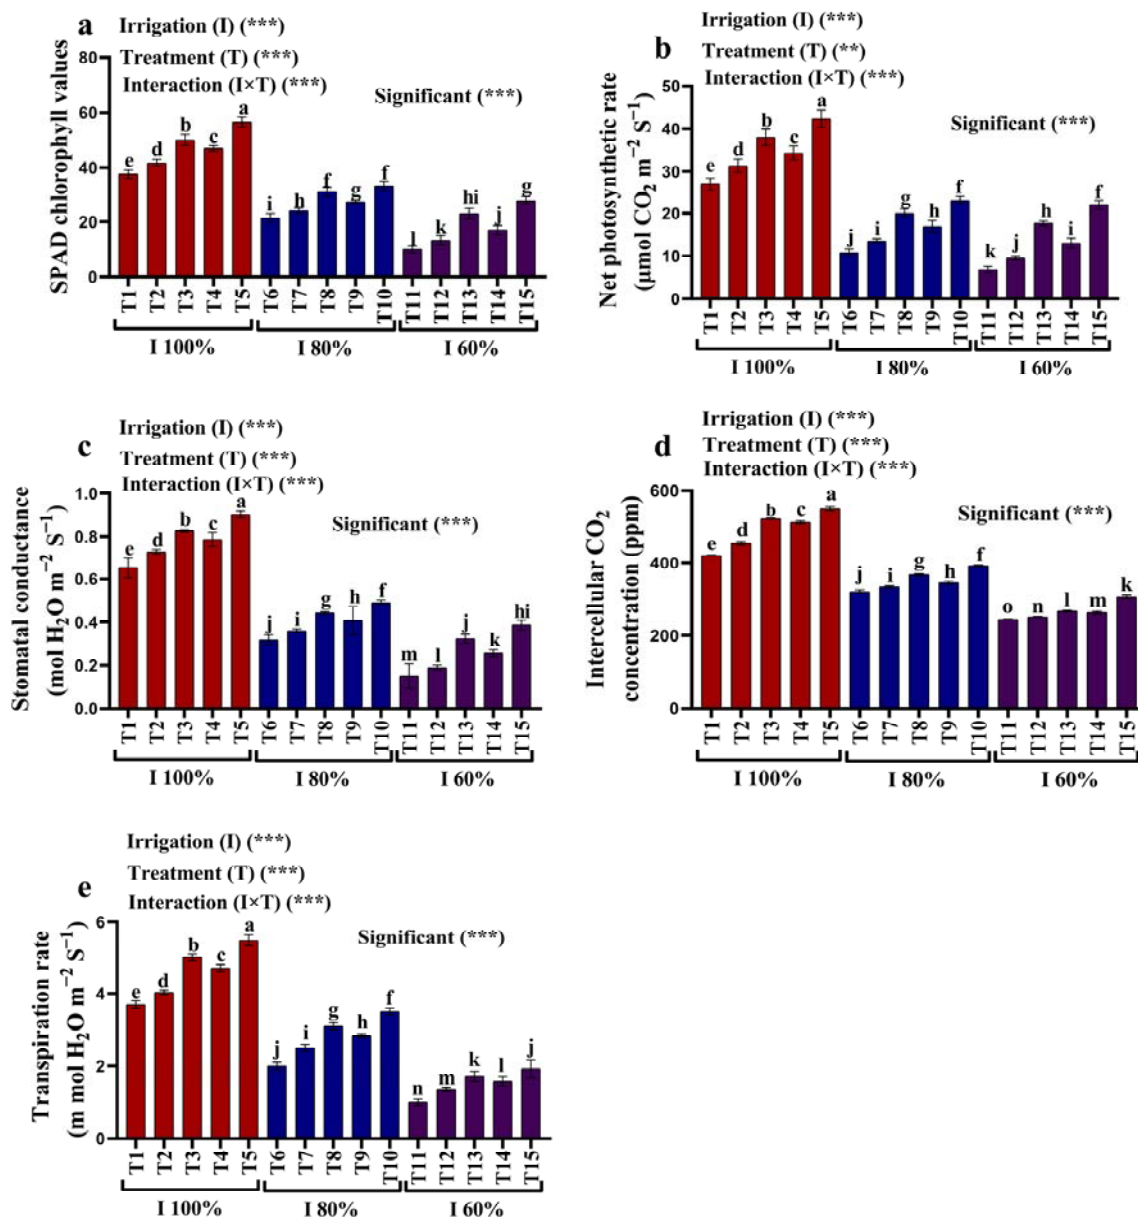 a
Irrigation (I) (***)
Treatment (T) (***)
Interaction (I×T) (***)
Significant (***)
SPAD chlorophyll values
80
60
40
20
0
e d b c a i h f g f l k hi j g
T1 T2 T3 T4 T5 T6 T7 T8 T9 T10 T11 T12 T13 T14 T15
I 100% I 80% I 60%
b
Irrigation (I) (***)
Treatment (T) (**)
Interaction (I×T) (***)
Significant (***)
Net photosynthetic rate
(µmol CO₂ m⁻² S⁻¹)
50
40
30
20
10
0
e d b c a j i g h f k j h i f
T1 T2 T3 T4 T5 T6 T7 T8 T9 T10 T11 T12 T13 T14 T15
I 100% I 80% I 60%
c
Irrigation (I) (***)
Treatment (T) (***)
Interaction (I×T) (***)
Significant (***)
Stomatal conductance
(mol H₂O m⁻² S⁻¹)
1.0
0.8
0.6
0.4
0.2
0.0
e d b c a j i g h f m l j k hi
T1 T2 T3 T4 T5 T6 T7 T8 T9 T10 T11 T12 T13 T14 T15
I 100% I 80% I 60%
d
Irrigation (I) (***)
Treatment (T) (***)
Interaction (I×T) (***)
Significant (***)
Intercellular CO₂
concentration (ppm)
600
400
200
0
e d b c a j i g h f o n l m k
T1 T2 T3 T4 T5 T6 T7 T8 T9 T10 T11 T12 T13 T14 T15
I 100% I 80% I 60%
e
Irrigation (I) (***)
Treatment (T) (***)
Interaction (I×T) (***)
Significant (***)
Transpiration rate
(m mol H₂O m⁻² S⁻¹)
6
4
2
0
e d b c a j i g h f n m k l j
T1 T2 T3 T4 T5 T6 T7 T8 T9 T10 T11 T12 T13 T14 T15
I 100% I 80% I 60%